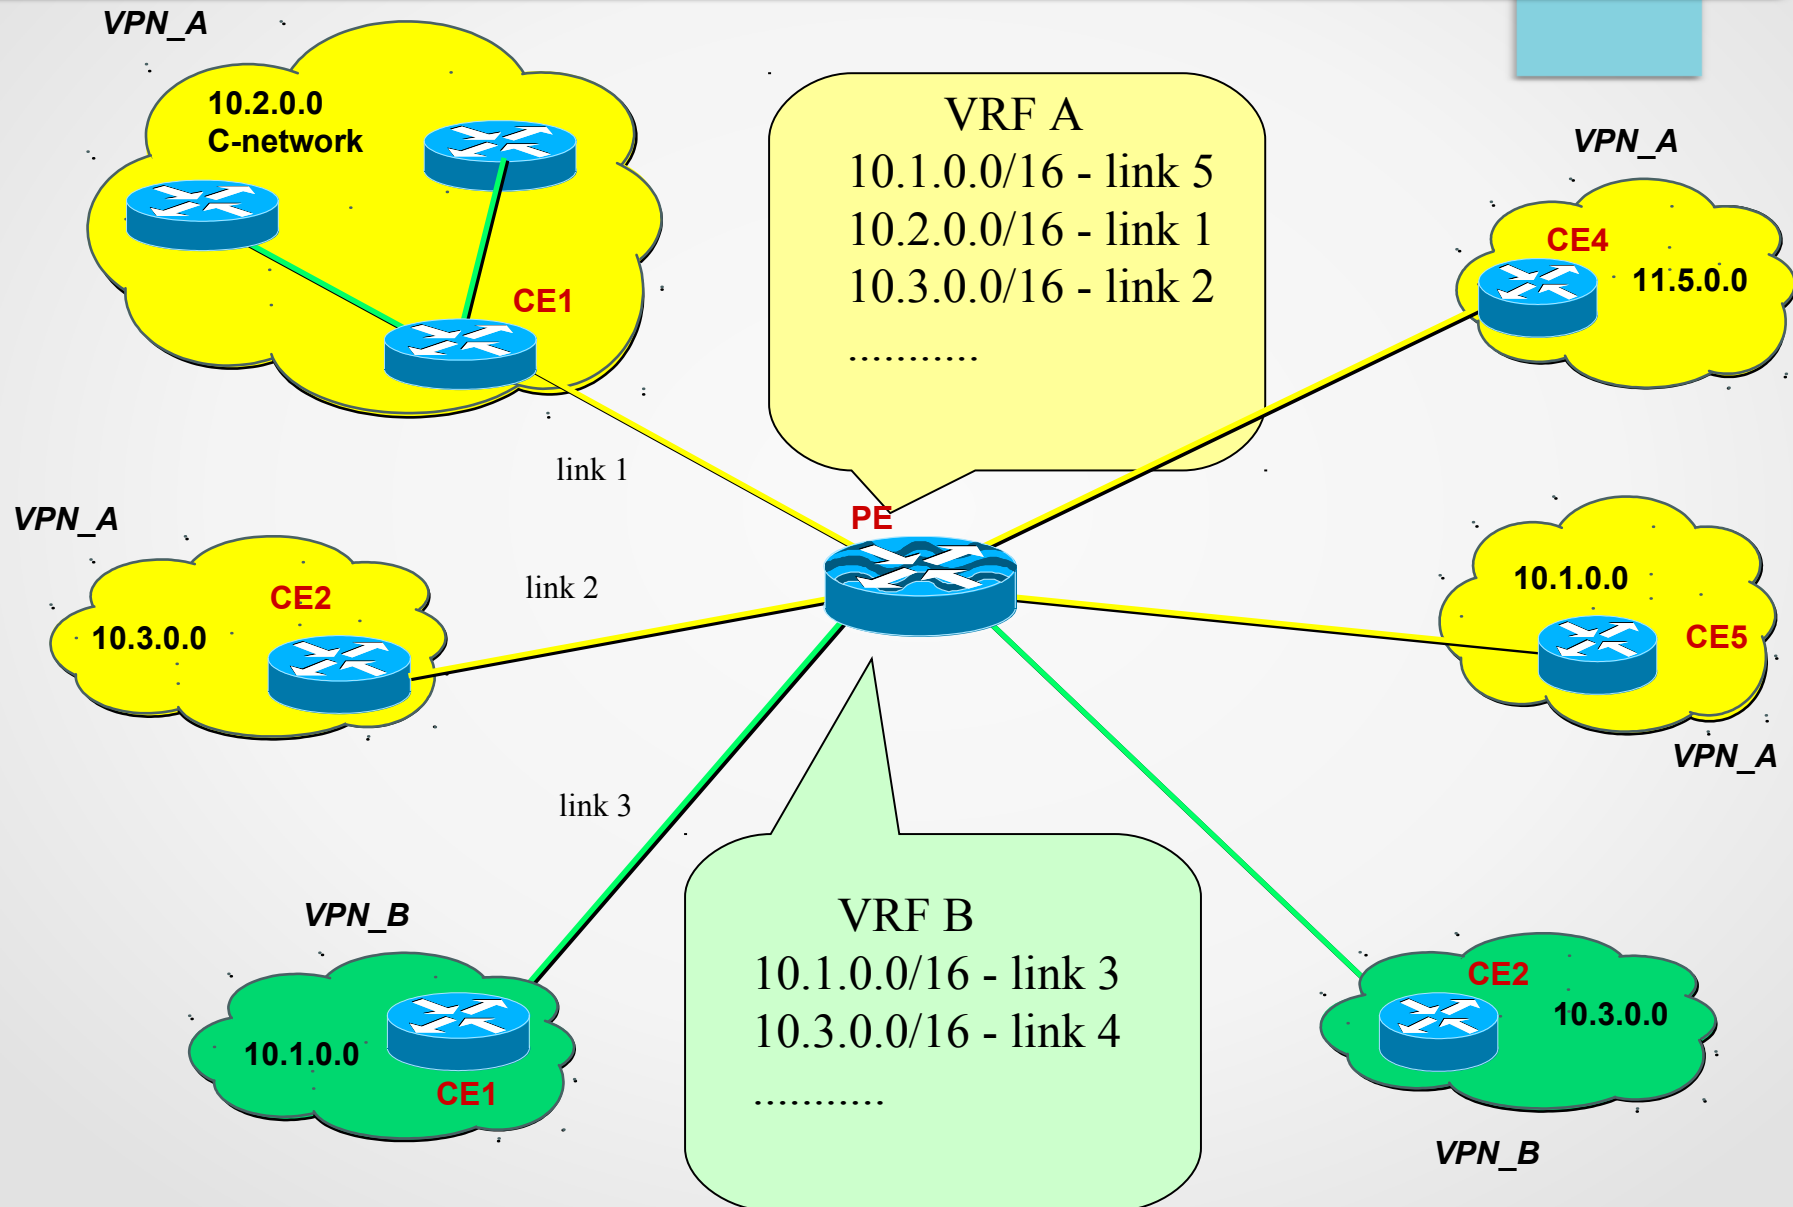 VPN_A
10.2.0.0
C-network
CE1
VRF A
10.1.0.0/16 - link 5
10.2.0.0/16 - link 1
10.3.0.0/16 - link 2
...........
VPN_A
CE4
11.5.0.0
link 1
VPN_A
CE2
10.3.0.0
link 2
PE
10.1.0.0
CE5
VPN_A
link 3
VPN_B
10.1.0.0
CE1
VRF B
10.1.0.0/16 - link 3
10.3.0.0/16 - link 4
...........
CE2
10.3.0.0
VPN_B